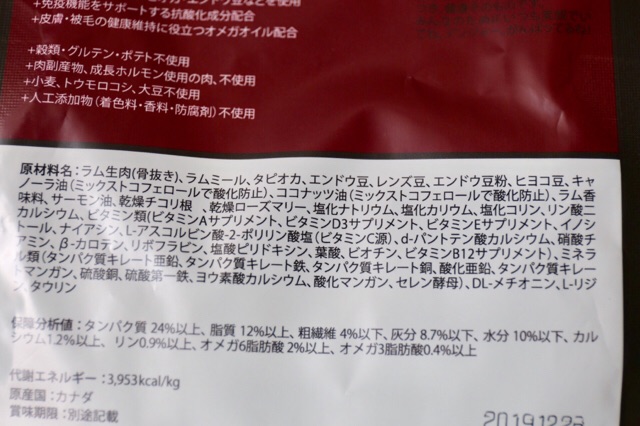 ・エンドウ豆などを使用
+免疫機能をサポートする抗酸化成分配合
+皮膚・被毛の健康維持に役立つオメガオイル配合
+穀類・グルテン・ポテト不使用
+肉副産物、成長ホルモン使用の肉、不使用
+小麦、トウモロコシ、大豆不使用
+人工添加物（着色料・香料・防腐剤）不使用
原材料名：ラム生肉(骨抜き)、ラムミール、タピオカ、エンドウ豆、レンズ豆、エンドウ豆粉、ヒヨコ豆、キャ
ノーラ油(ミックストコフェロールで酸化防止)、ココナッツ油(ミックストコフェロールで酸化防止)、ラム香
味料、サーモン油、乾燥チコリ根 、乾燥ローズマリー、塩化ナトリウム、塩化カリウム、塩化コリン、リン酸二
カルシウム、ビタミン類(ビタミンAサプリメント、ビタミンD3サプリメント、ビタミンEサプリメント、イノシ
トール、ナイアシン、L-アスコルビン酸-2-ポリリン酸塩(ビタミンC源)、d-パントテン酸カルシウム、硝酸チ
アミン、β-カロテン、リボフラビン、塩酸ピリドキシン、葉酸、ビオチン、ビタミンB12サプリメント)、ミネラ
ル類(タンパク質キレート亜鉛、タンパク質キレート鉄、タンパク質キレート銅、酸化亜鉛、タンパク質キレー
トマンガン、硫酸銅、硫酸第一鉄、ヨウ素酸カルシウム、酸化マンガン、セレン酵母)、DL-メチオニン、L-リジ
ン、タウリン
保障分析値：タンパク質 24%以上、脂質 12%以上、粗繊維 4%以下、灰分 8.7%以下、水分 10%以下、カル
シウム1.2%以上、 リン0.9%以上、オメガ6脂肪酸 2%以上、オメガ3脂肪酸0.4%以上
代謝エネルギー：3,953kcal/kg
原産国：カナダ
賞味期限：別途記載
20191223